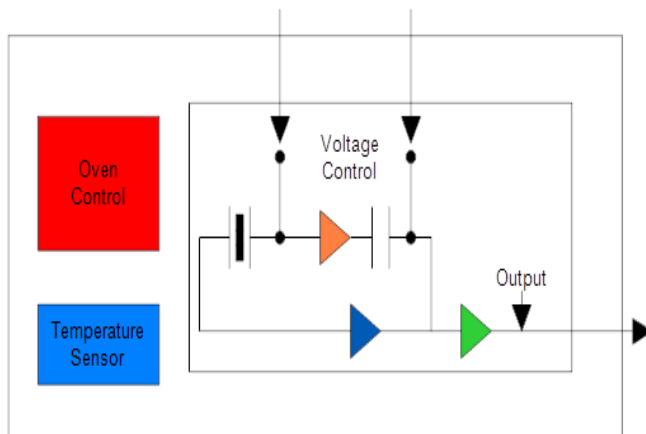 Oven
Control
Voltage
Control
Output
Temperature
Sensor